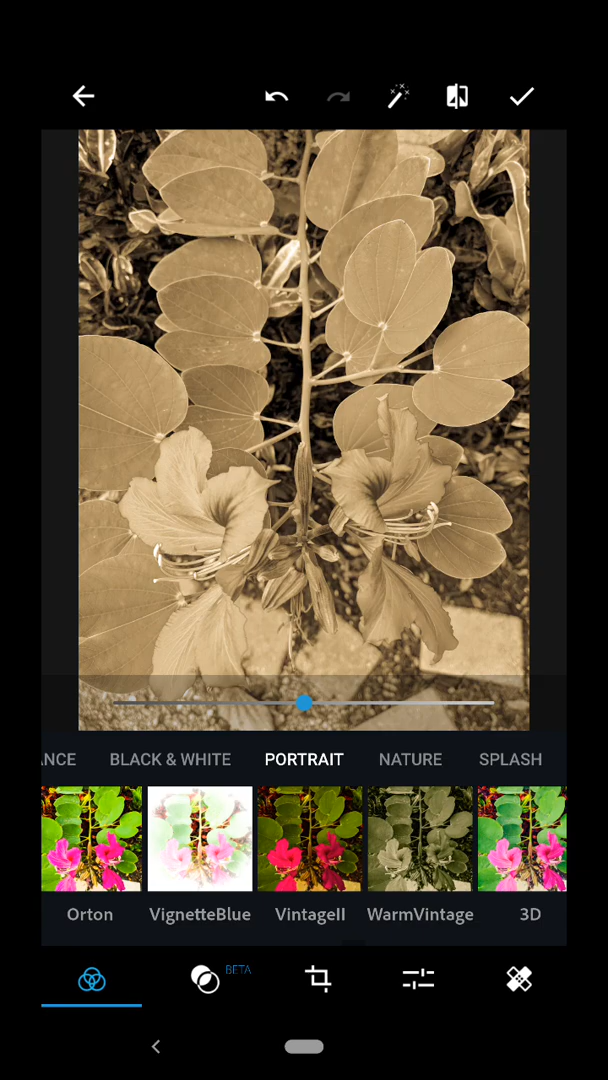 ANCE BLACK & WHITE PORTRAIT NATURE SPLASH
Orton VignetteBlue VintageII WarmVintage 3D
BETA